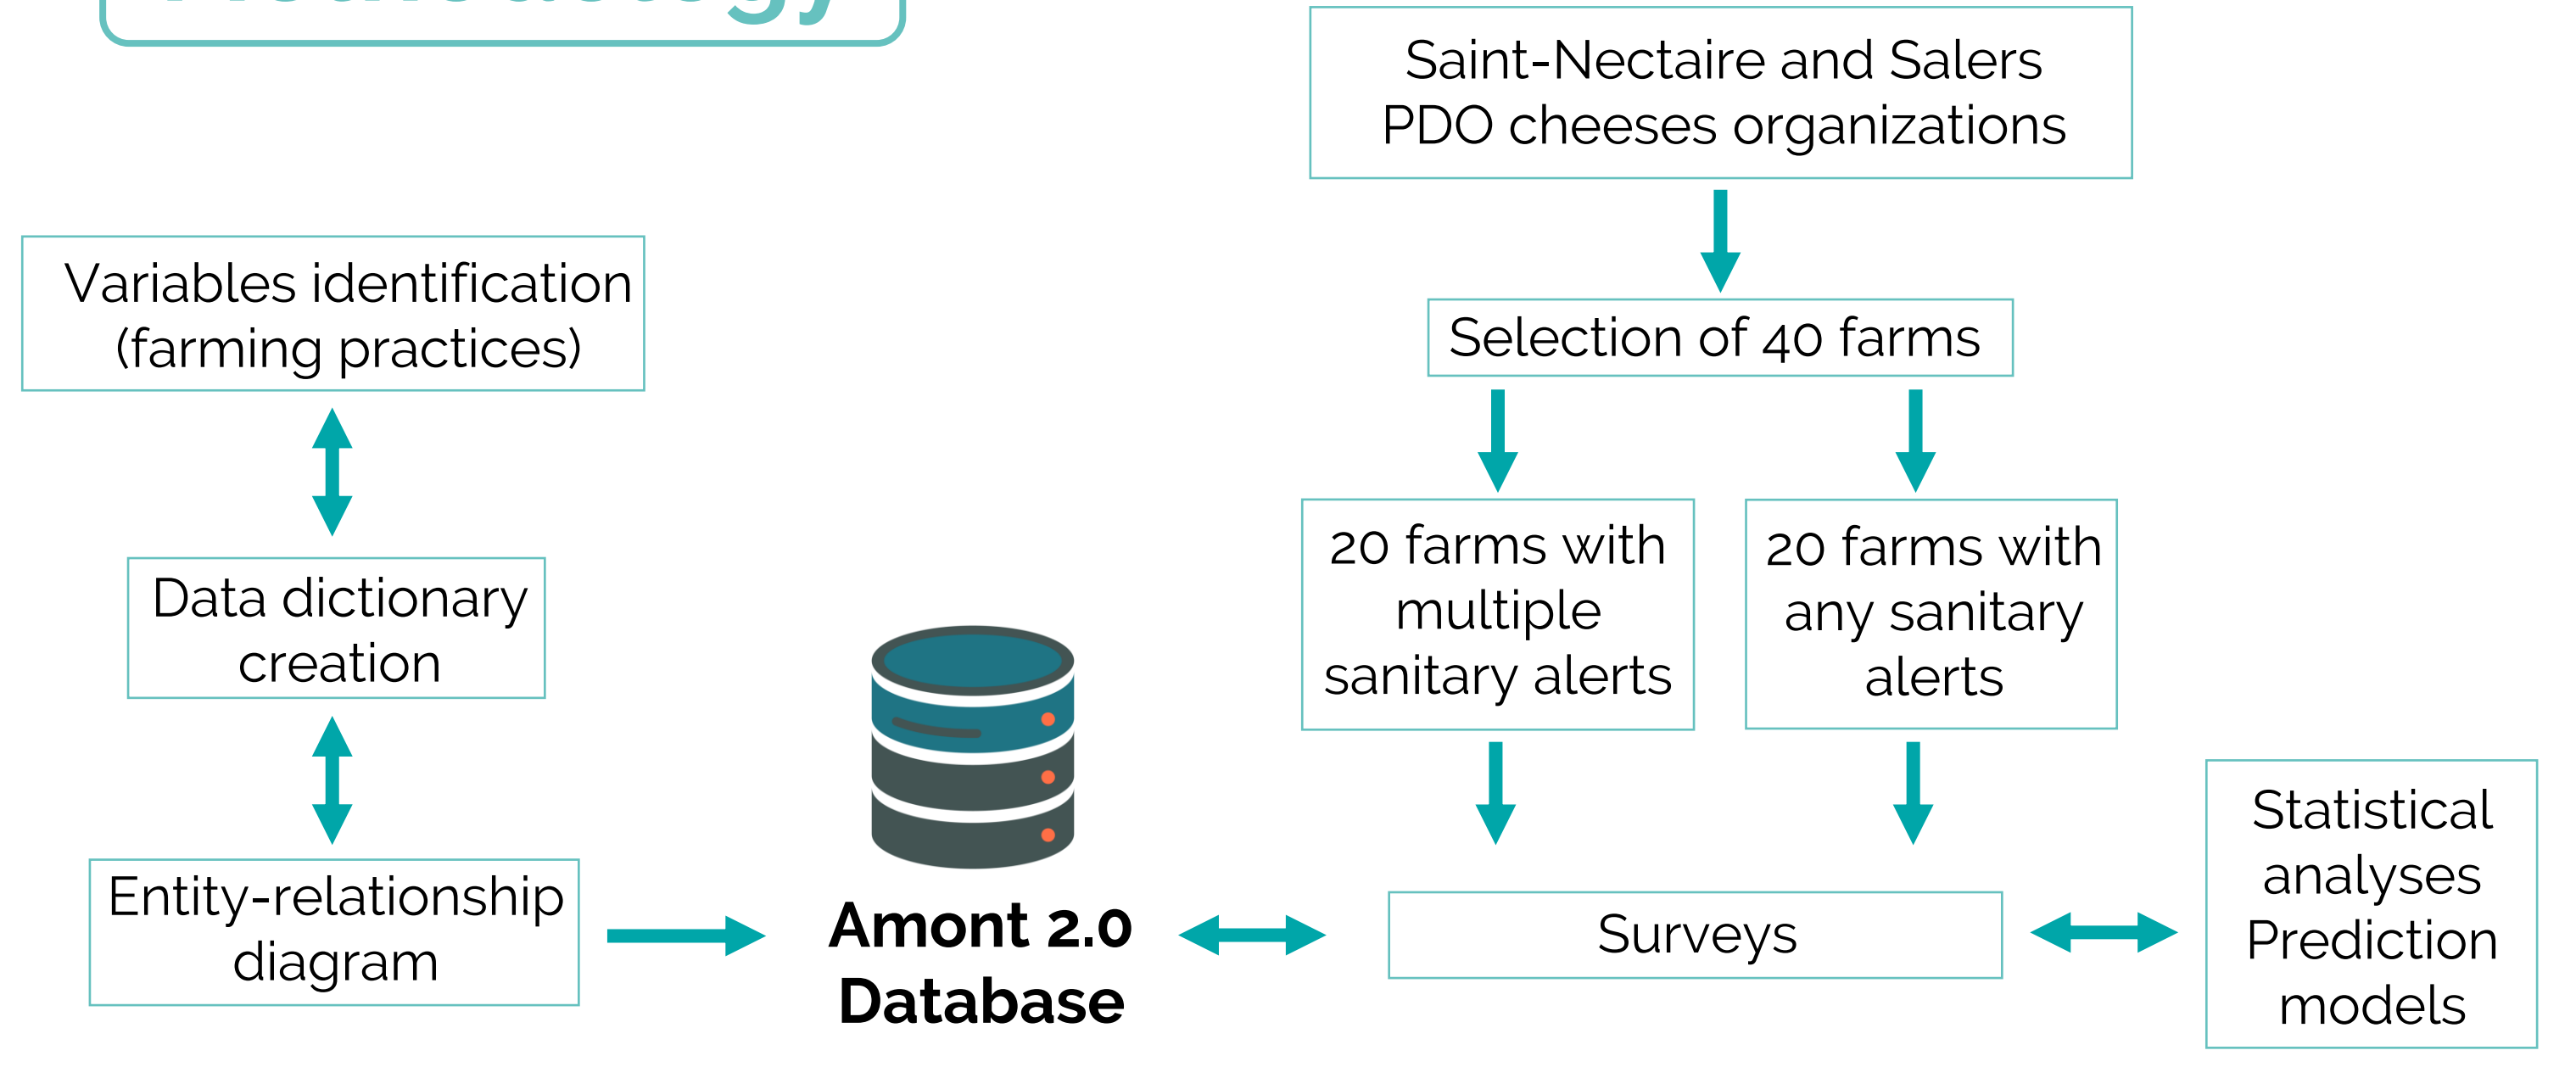 Saint-Nectaire and Salers
PDO cheeses organizations
Variables identification
(farming practices)
Selection of 40 farms
Data dictionary
creation
20 farms with
multiple
sanitary alerts
20 farms with
any sanitary
alerts
Entity-relationship
diagram
Amont 2.0
Database
Surveys
Statistical
analyses
Prediction
models